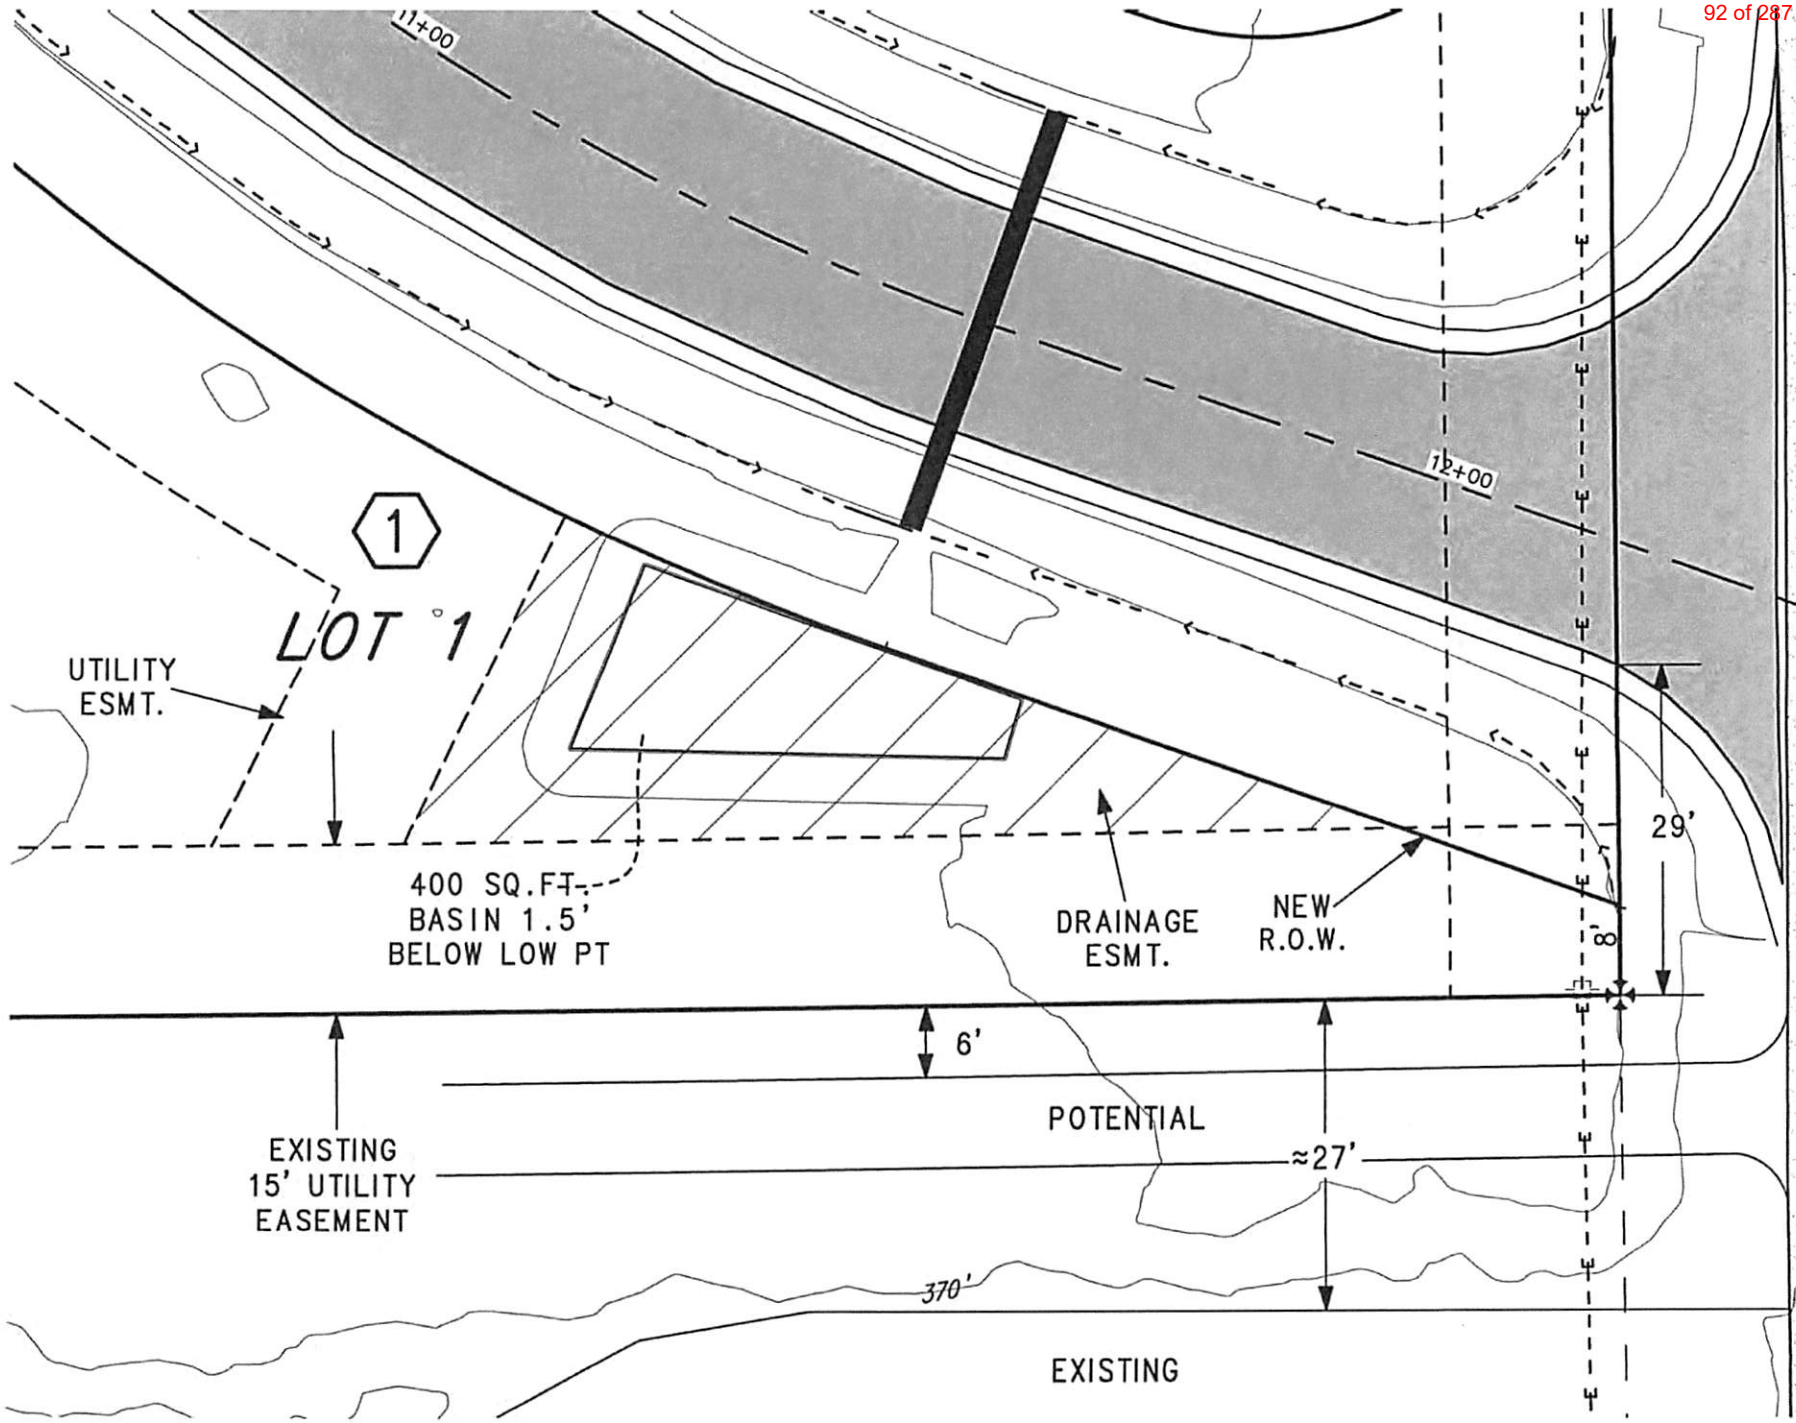 92 of 287
11+00
12+00
1
LOT 1
UTILITY
ESMT.
29'
400 SQ.FT.
BASIN 1.5'
BELOW LOW PT
DRAINAGE
ESMT.
NEW
R.O.W.
8'
6'
POTENTIAL
≈27'
EXISTING
15' UTILITY
EASEMENT
370'
EXISTING